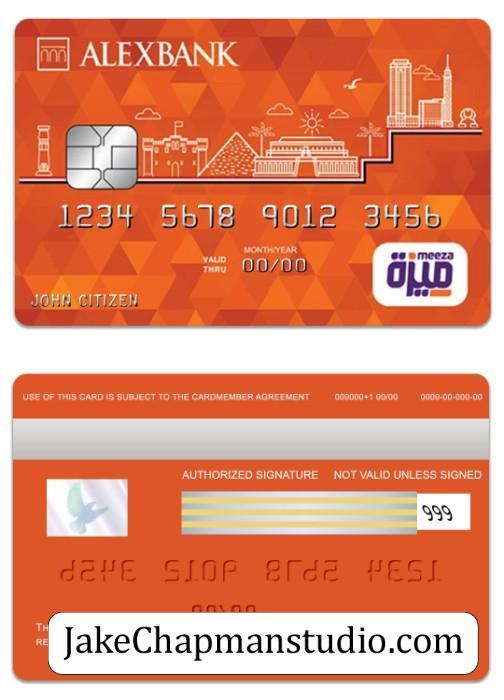 ALEXBANK
1234 5678 9012 3456
MONTH/YEAR
VALID THRU 00/00
meeza
ميزة
JOHN CITIZEN
USE OF THIS CARD IS SUBJECT TO THE CARDMEMBER AGREEMENT 000000+1 00/00 0000-00-000-00
AUTHORIZED SIGNATURE NOT VALID UNLESS SIGNED
999
JakeChapmanstudio.com